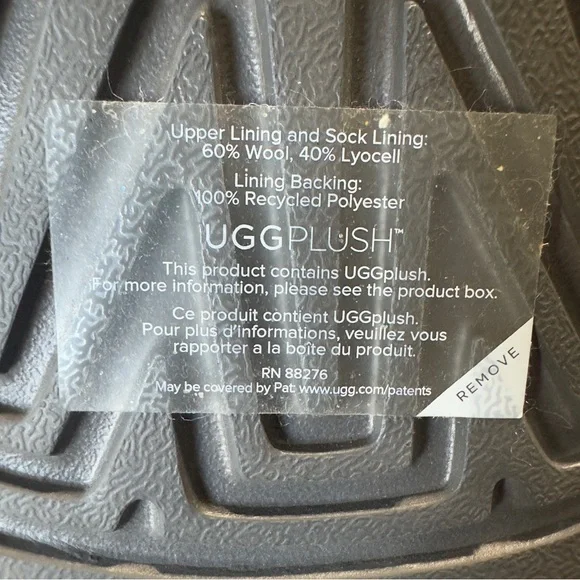 Upper Lining and Sock Lining:
60% Wool, 40% Lyocell
Lining Backing:
100% Recycled Polyester
UGGPLUSH™
This product contains UGGplush.
For more information, please see the product box.
Ce produit contient UGGplush.
Pour plus d'informations, veuillez vous
rapporter a la boîte du produit.
RN 88276
May be covered by Pat: www.ugg.com/patents
REMOVE